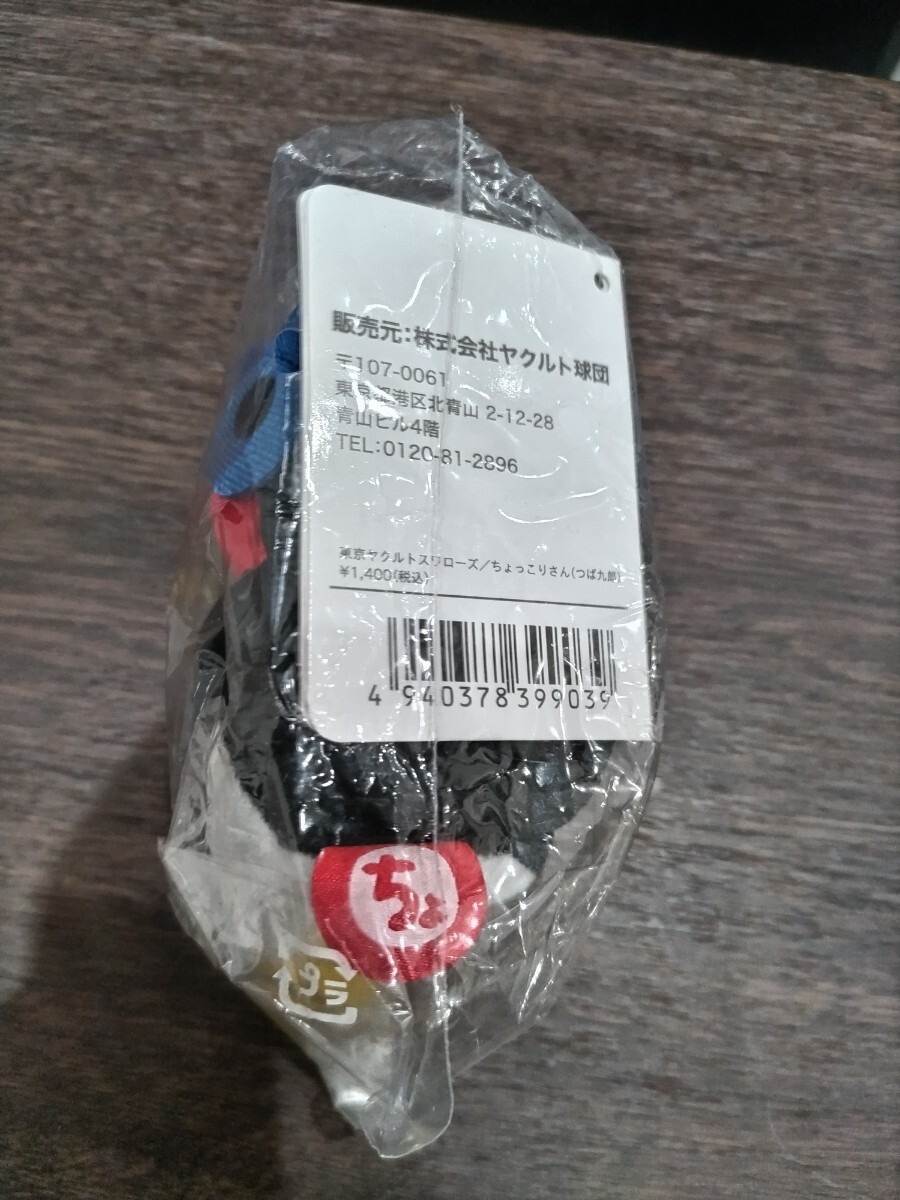 販売元：株式会社ヤクルト球団
〒107-0061
東京都港区北青山 2-12-28
青山ビル4階
TEL：0120-81-2896
東京ヤクルトスワローズ／ちょっこりさん（つば九郎）
¥1,400（税込）
4 940378 399039
ちょ
プラ